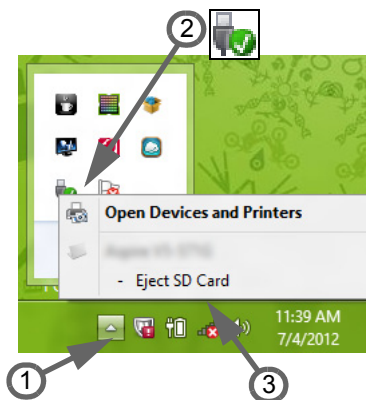 2
Open Devices and Printers
- Eject SD Card
11:39 AM
7/4/2012
1
3